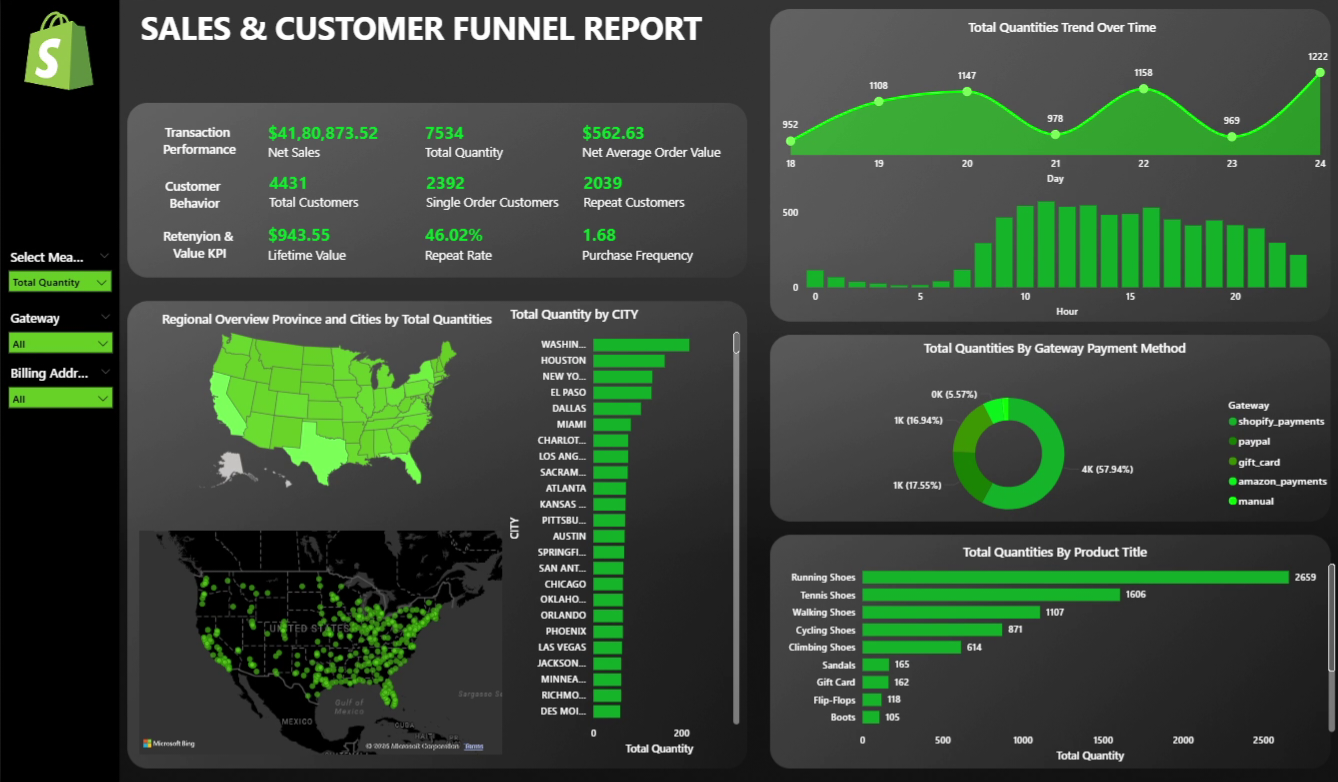 S
SALES & CUSTOMER FUNNEL REPORT
Transaction
Performance
$41,80,873.52
Net Sales
7534
Total Quantity
$562.63
Net Average Order Value
Customer
Behavior
4431
Total Customers
2392
Single Order Customers
2039
Repeat Customers
Retenyion &
Value KPI
$943.55
Lifetime Value
46.02%
Repeat Rate
1.68
Purchase Frequency
Select Mea...
Total Quantity
Gateway
All
Billing Addr...
All
Regional Overview Province and Cities by Total Quantities
UNITED STATES
MEXICO
Gulf of
Mexico
CUBA
HAITI
Sargasso S
Microsoft Bing
© 2026 Microsoft Corporation Terms
Total Quantity by CITY
CITY
WASHIN...
HOUSTON
NEW YO...
EL PASO
DALLAS
MIAMI
CHARLOT...
LOS ANG...
SACRAM...
ATLANTA
KANSAS ...
PITTSBU...
AUSTIN
SPRINGFI...
SAN ANT...
CHICAGO
OKLAHO...
ORLANDO
PHOENIX
LAS VEGAS
JACKSON...
MINNEA...
RICHMO...
DES MOI...
0 200
Total Quantity
Total Quantities Trend Over Time
952 1108 1147 978 1158 969 1222
18 19 20 21 22 23 24
Day
500
0
0 5 10 15 20
Hour
Total Quantities By Gateway Payment Method
0K (5.57%)
1K (16.94%)
1K (17.55%)
4K (57.94%)
Gateway
shopify_payments
paypal
gift_card
amazon_payments
manual
Total Quantities By Product Title
Running Shoes 2659
Tennis Shoes 1606
Walking Shoes 1107
Cycling Shoes 871
Climbing Shoes 614
Sandals 165
Gift Card 162
Flip-Flops 118
Boots 105
0 500 1000 1500 2000 2500
Total Quantity